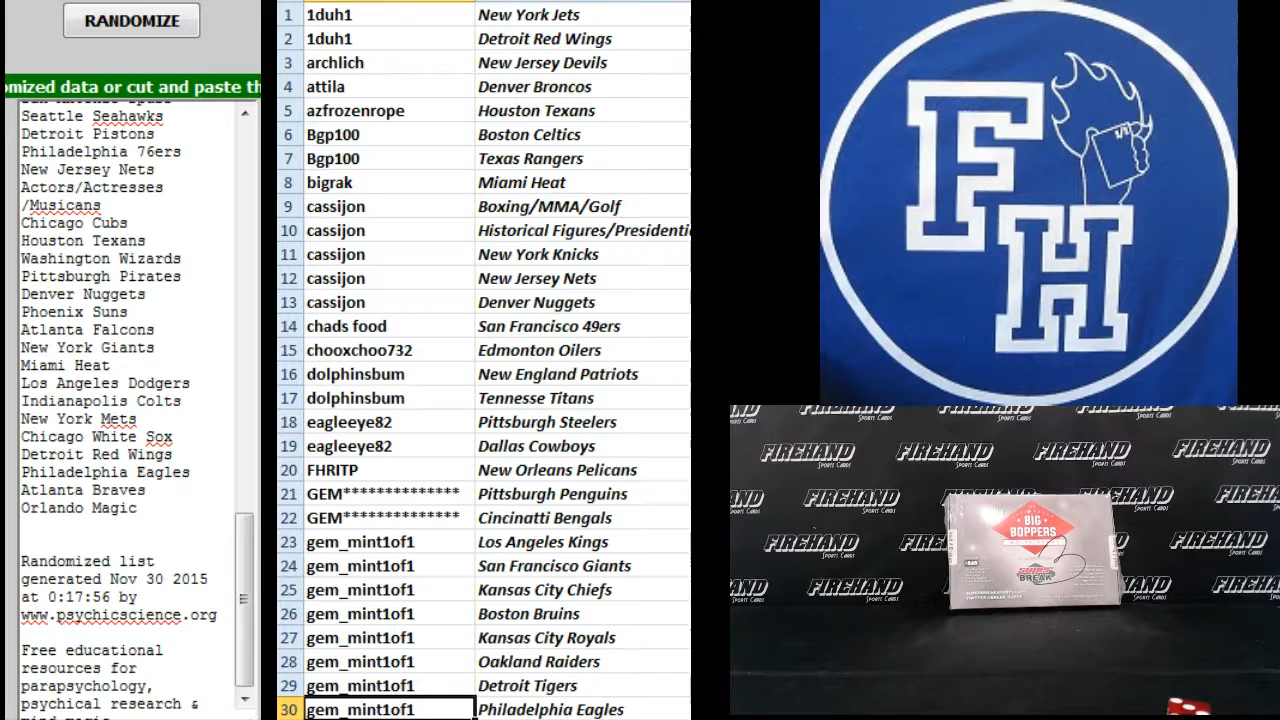 RANDOMIZE
omized data or cut and paste th
Seattle Seahawks
Detroit Pistons
Philadelphia 76ers
New Jersey Nets
Actors/Actresses
/Musicans
Chicago Cubs
Houston Texans
Washington Wizards
Pittsburgh Pirates
Denver Nuggets
Phoenix Suns
Atlanta Falcons
New York Giants
Miami Heat
Los Angeles Dodgers
Indianapolis Colts
New York Mets
Chicago White Sox
Detroit Red Wings
Philadelphia Eagles
Atlanta Braves
Orlando Magic
Randomized list
generated Nov 30 2015
at 0:17:56 by
www.psychicscience.org
Free educational
resources for
parapsychology,
psychical research &
1 1duh1 New York Jets
2 1duh1 Detroit Red Wings
3 archlich New Jersey Devils
4 attila Denver Broncos
5 azfrozenrope Houston Texans
6 Bgp100 Boston Celtics
7 Bgp100 Texas Rangers
8 bigrak Miami Heat
9 cassijon Boxing/MMA/Golf
10 cassijon Historical Figures/Presidenti
11 cassijon New York Knicks
12 cassijon New Jersey Nets
13 cassijon Denver Nuggets
14 chads food San Francisco 49ers
15 chooxchoo732 Edmonton Oilers
16 dolphinsbum New England Patriots
17 dolphinsbum Tennesse Titans
18 eagleeye82 Pittsburgh Steelers
19 eagleeye82 Dallas Cowboys
20 FHRITP New Orleans Pelicans
21 GEM************** Pittsburgh Penguins
22 GEM************** Cincinatti Bengals
23 gem_mint1of1 Los Angeles Kings
24 gem_mint1of1 San Francisco Giants
25 gem_mint1of1 Kansas City Chiefs
26 gem_mint1of1 Boston Bruins
27 gem_mint1of1 Kansas City Royals
28 gem_mint1of1 Oakland Raiders
29 gem_mint1of1 Detroit Tigers
30 gem_mint1of1 Philadelphia Eagles
FH
FIREHAND
SPORTS CARDS
BIG
BOPPERS
SUPER
BREAK